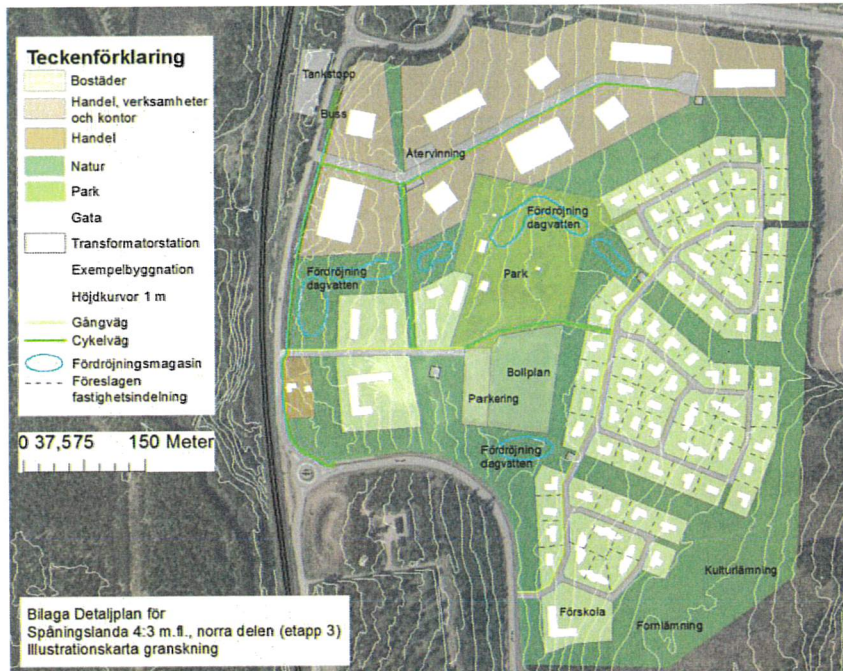 Teckenförklaring
Bostäder
Handel, verksamheter
och kontor
Handel
Natur
Park
Gata
Transformatorstation
Exempelbyggnation
Höjdkurvor 1 m
Gångväg
Cykelväg
Fördröjningsmagasin
Föreslagen
fastighetsindelning
0 37,575 150 Meter
Tankstopp
Buss
Återvinning
Fördröjning
dagvatten
Fördröjning
dagvatten
Park
Bollplan
Parkering
Fördröjning
dagvatten
Kulturlämning
Förskola
Fornlämning
Bilaga Detaljplan för
Spåningslanda 4:3 m.fl., norra delen (etapp 3)
Illustrationskarta granskning